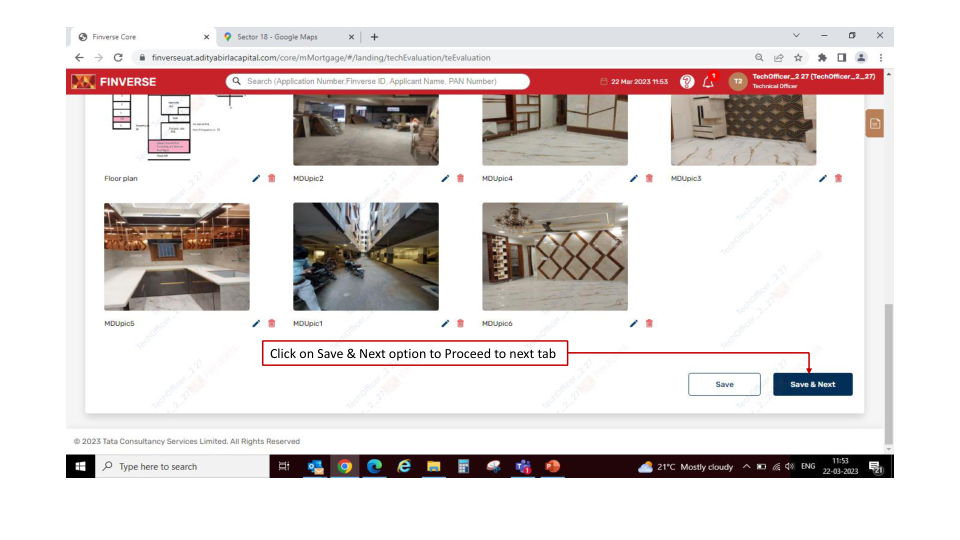 Finverse Core
Sector 18 - Google Maps
finverseuat.adityabirlacapital.com/core/mMortgage/#/landing/techEvaluation/teEvaluation
FINVERSE
Search (Application Number,Finverse ID, Applicant Name, PAN Number)
22 Mar 2023 11:53
1
T2
TechOfficer_2 27 (TechOfficer_2_27)
Technical Officer
Floor plan
MDUpic2
MDUpic4
MDUpic3
MDUpic5
MDUpic1
MDUpic6
Click on Save & Next option to Proceed to next tab
Save
Save & Next
© 2023 Tata Consultancy Services Limited. All Rights Reserved
Type here to search
21°C Mostly cloudy
ENG
11:53
22-03-2023
21